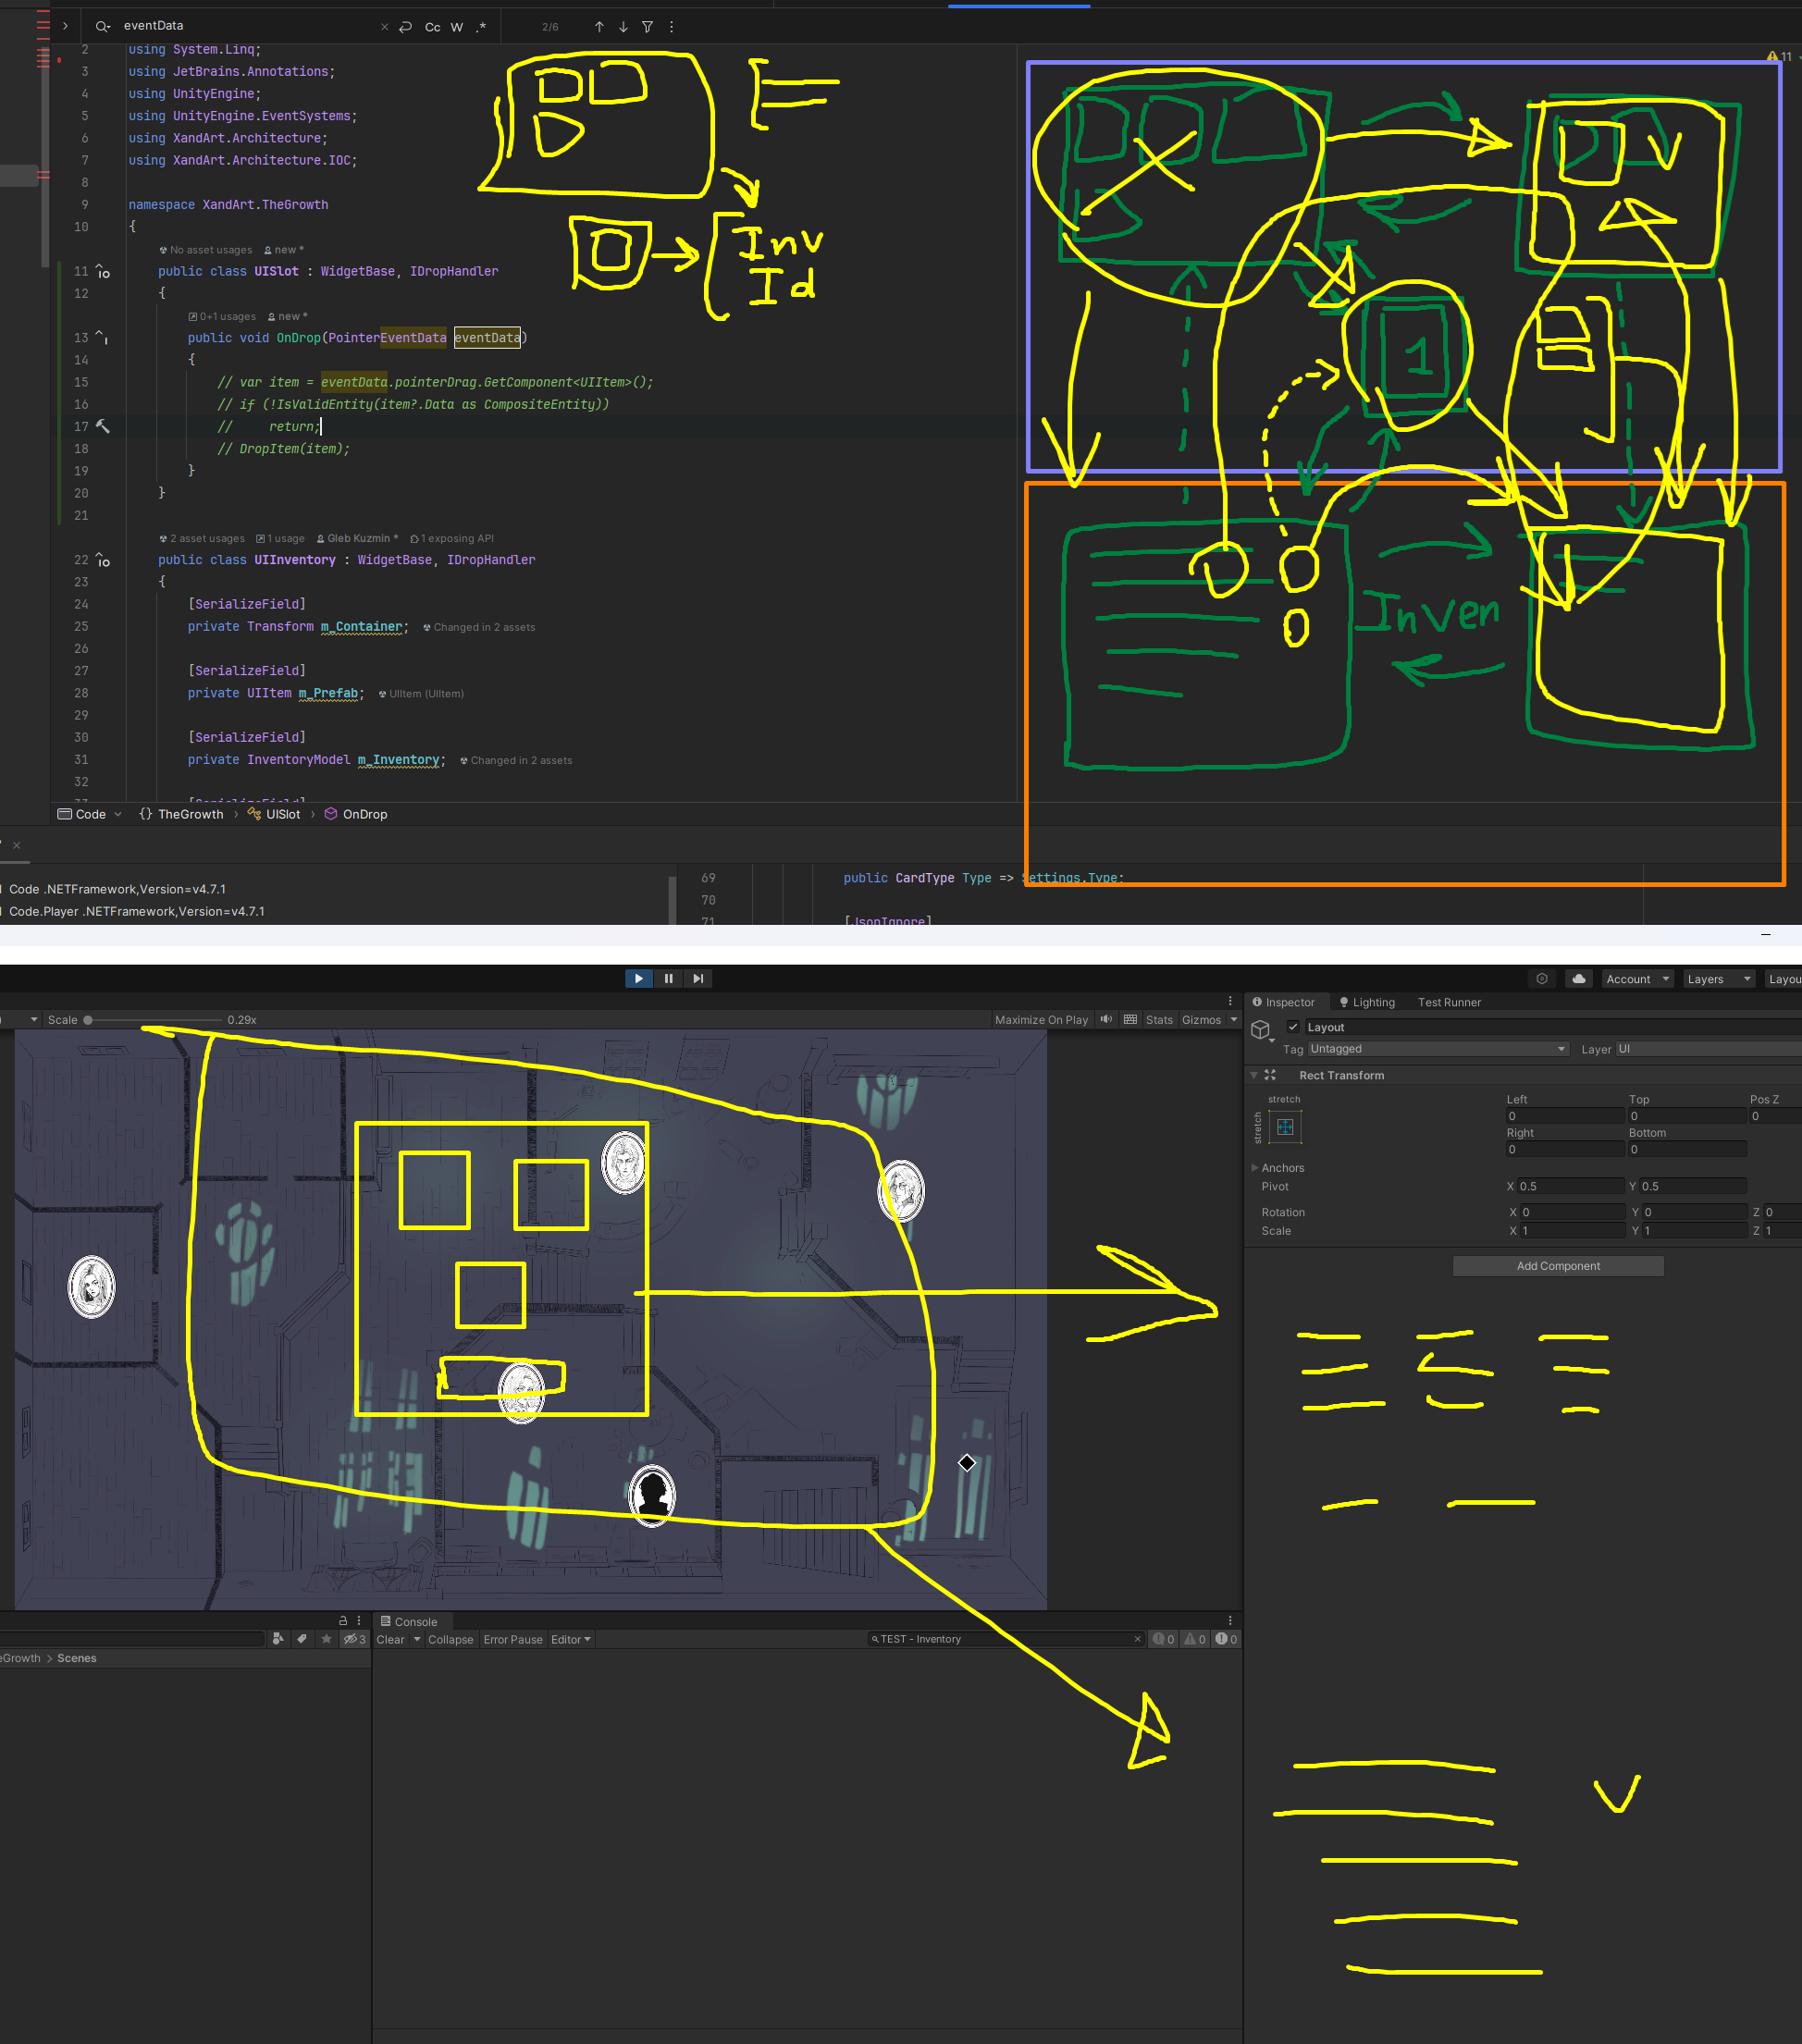 eventData
Cc W .*
2/6
11
2 using System.Linq;
3 using JetBrains.Annotations;
4 using UnityEngine;
5 using UnityEngine.EventSystems;
6 using XandArt.Architecture;
7 using XandArt.Architecture.IOC;
8
9 namespace XandArt.TheGrowth
10 {
No asset usages new *
11 public class UISlot : WidgetBase, IDropHandler
12 {
0+1 usages new *
13 public void OnDrop(PointerEventData eventData)
14 {
15 // var item = eventData.pointerDrag.GetComponent<UIItem>();
16 // if (!IsValidEntity(item?.Data as CompositeEntity))
17 //     return;
18 // DropItem(item);
19 }
20 }
21
2 asset usages 1 usage Gleb Kuzmin * 1 exposing API
22 public class UIInventory : WidgetBase, IDropHandler
23 {
24 [SerializeField]
25 private Transform m_Container; Changed in 2 assets
26
27 [SerializeField]
28 private UIItem m_Prefab; UIItem (UIItem)
29
30 [SerializeField]
31 private InventoryModel m_Inventory; Changed in 2 assets
32
Inv
Id
1
Inven
Code {} TheGrowth UISlot OnDrop
Code .NETFramework,Version=v4.7.1
Code.Player .NETFramework,Version=v4.7.1
69 public CardType Type => Settings.Type;
70
71 [JsonIgnore]
Account Layers Layou
Scale 0.29x
Maximize On Play Stats Gizmos
Inspector Lighting Test Runner
Layout
Tag Untagged Layer UI
Rect Transform
stretch
stretch
Left Top Pos Z
0 0 0
Right Bottom
0 0
Anchors
Pivot X 0.5 Y 0.5
Rotation X 0 Y 0 Z 0
Scale X 1 Y 1 Z 1
Add Component
Console
3
Clear Collapse Error Pause Editor
TEST - Inventory
0 0 0
eGrowth > Scenes